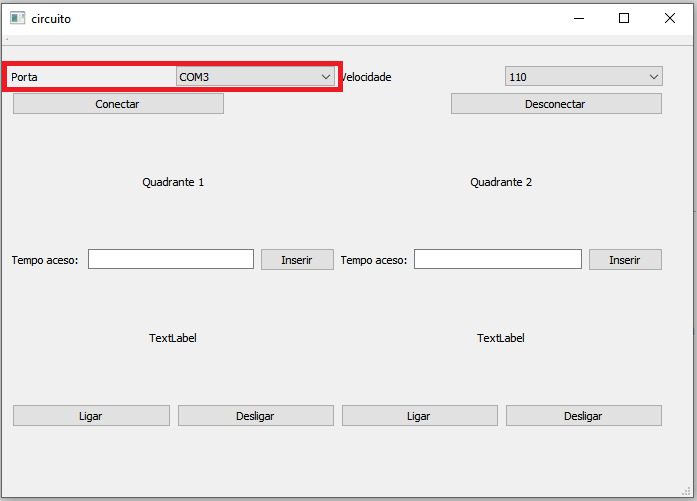 circuito
Porta COM3 Velocidade 110
Conectar Desconectar
Quadrante 1 Quadrante 2
Tempo aceso: Inserir Tempo aceso: Inserir
TextLabel TextLabel
Ligar Desligar Ligar Desligar